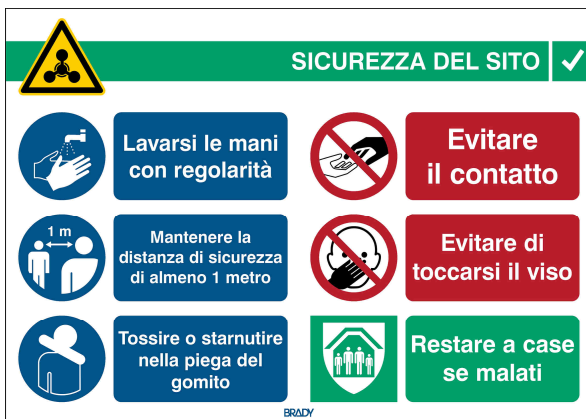 SICUREZZA DEL SITO
Lavarsi le mani
con regolarità
Evitare
il contatto
1 m
Mantenere la
distanza di sicurezza
di almeno 1 metro
Evitare di
toccarsi il viso
Tossire o starnutire
nella piega del
gomito
Restare a case
se malati
BRADY